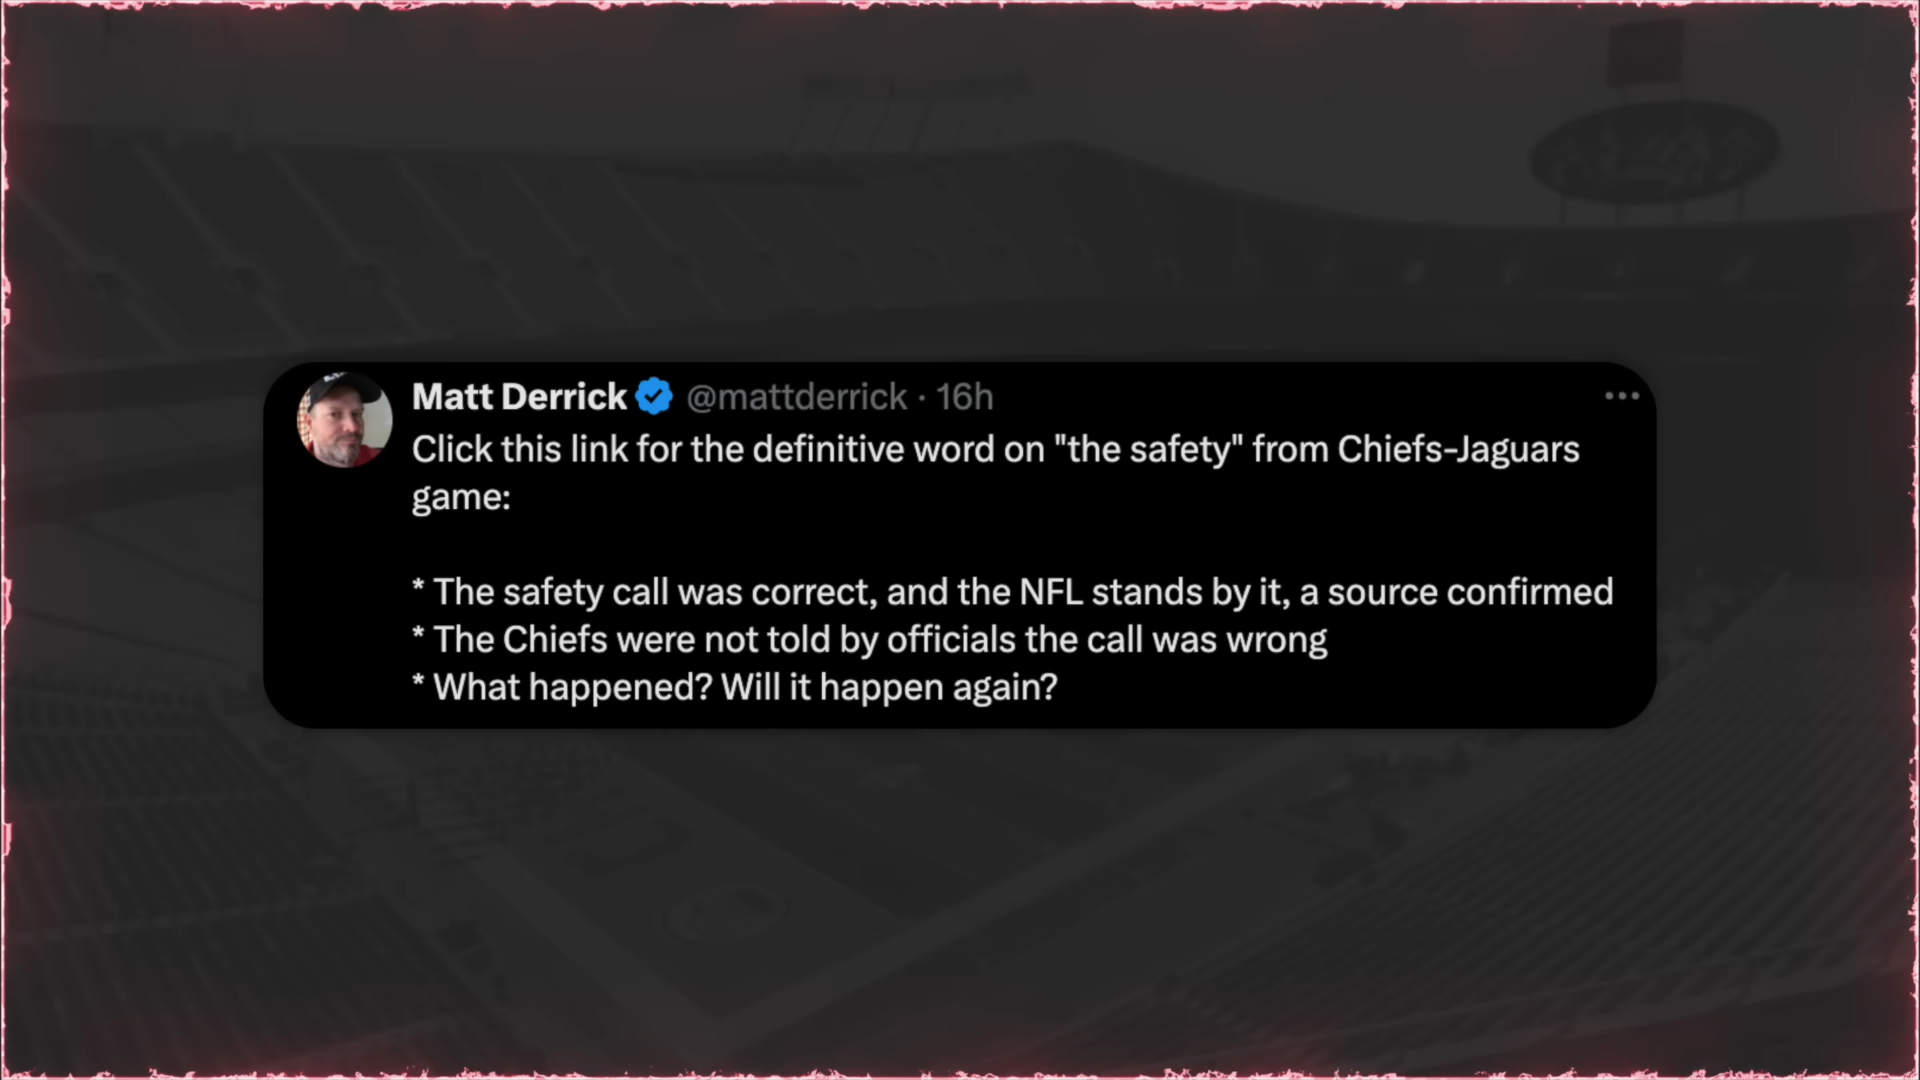 Matt Derrick @mattderrick · 16h
Click this link for the definitive word on "the safety" from Chiefs-Jaguars
game:
* The safety call was correct, and the NFL stands by it, a source confirmed
* The Chiefs were not told by officials the call was wrong
* What happened? Will it happen again?